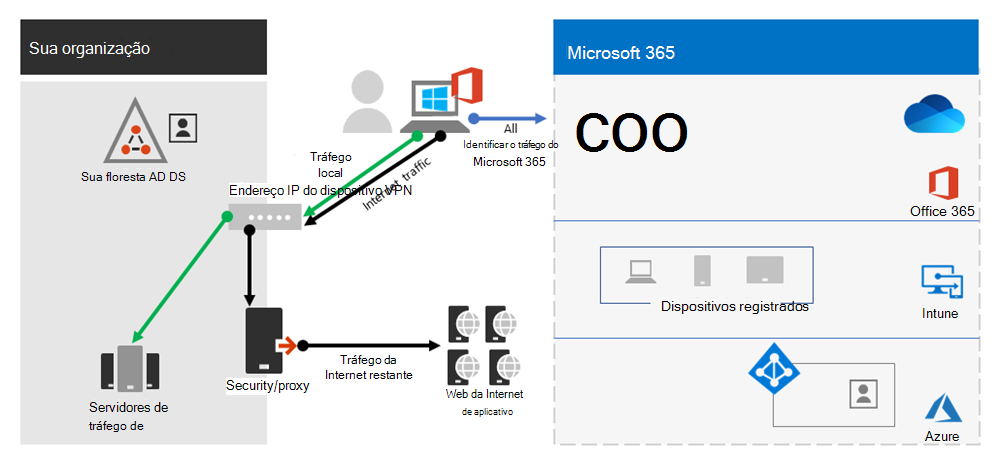 Sua organização
Microsoft 365
All
Identificar o tráfego do
Microsoft 365
coo
Tráfego
local
Internet traffic
Sua floresta AD DS
Endereço IP do dispositivo VPN
Office 365
Dispositivos registrados
Intune
Tráfego da
Internet restante
Security/proxy
Web da Internet
de aplicativo
Servidores de
tráfego de
Azure